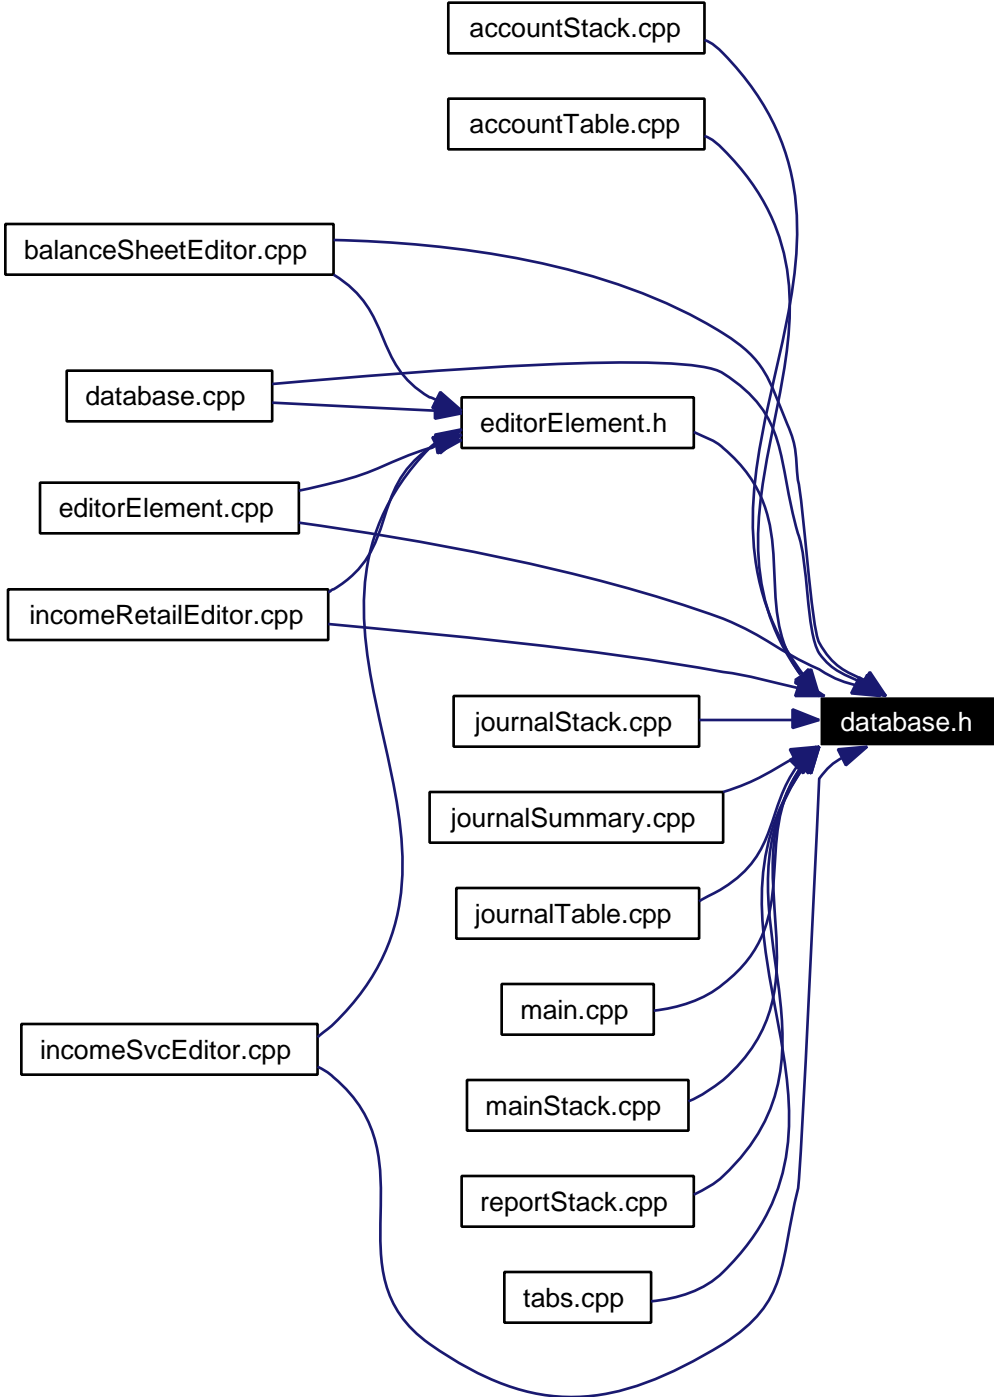 accountStack.cpp
accountTable.cpp
balanceSheetEditor.cpp
database.cpp
editorElement.h
editorElement.cpp
incomeRetailEditor.cpp
journalStack.cpp
database.h
journalSummary.cpp
journalTable.cpp
main.cpp
incomeSvcEditor.cpp
mainStack.cpp
reportStack.cpp
tabs.cpp